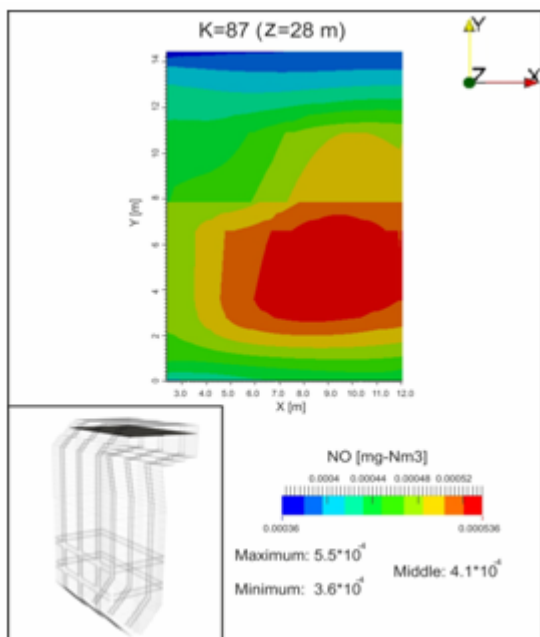 K=87 (z=28 m)
Y
Z
X
14
12
10
8
6
4
2
0
Y [m]
3.0 4.0 5.0 6.0 7.0 8.0 9.0 10.0 11.0 12.0
X [m]
NO [mg-Nm3]
0.0004 0.00044 0.00048 0.00052
0.00036 0.000536
Maximum: 5.5*10-4
Middle: 4.1*10-4
Minimum: 3.6*10-4